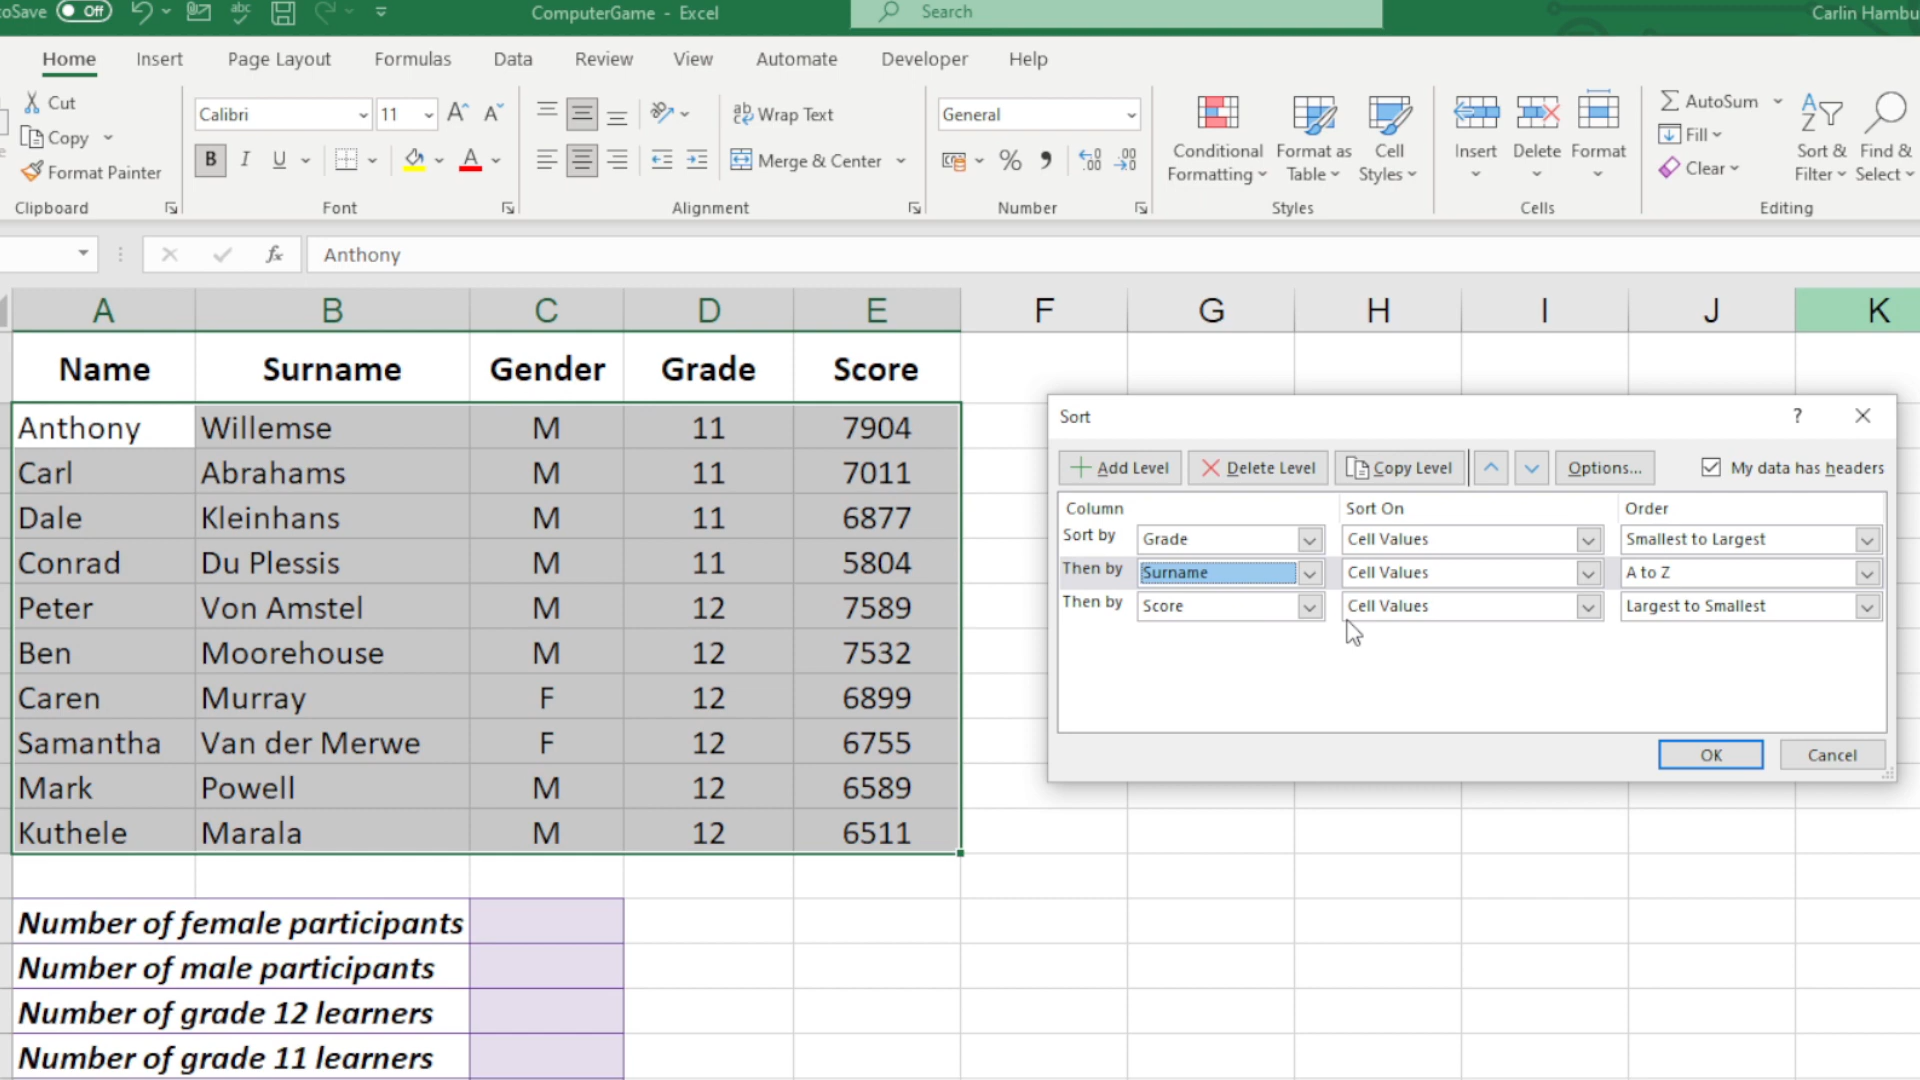 oSave Off ComputerGame - Excel Search Carlin Hambu
Home Insert Page Layout Formulas Data Review View Automate Developer Help
Cut
Copy
Format Painter
Clipboard
Calibri 11
B I U
Font
Wrap Text
Merge & Center
Alignment
General
Number
Conditional Formatting
Format as Table
Cell Styles
Styles
Insert Delete Format
Cells
AutoSum
Fill
Clear
Sort & Filter
Find & Select
Editing
fx Anthony
A B C D E F G H I J K
Name Surname Gender Grade Score
Anthony Willemse M 11 7904
Carl Abrahams M 11 7011
Dale Kleinhans M 11 6877
Conrad Du Plessis M 11 5804
Peter Von Amstel M 12 7589
Ben Moorehouse M 12 7532
Caren Murray F 12 6899
Samantha Van der Merwe F 12 6755
Mark Powell M 12 6589
Kuthele Marala M 12 6511
Number of female participants
Number of male participants
Number of grade 12 learners
Number of grade 11 learners
Sort ?
Add Level Delete Level Copy Level Options... My data has headers
Column Sort On Order
Sort by Grade Cell Values Smallest to Largest
Then by Surname Cell Values A to Z
Then by Score Cell Values Largest to Smallest
OK Cancel